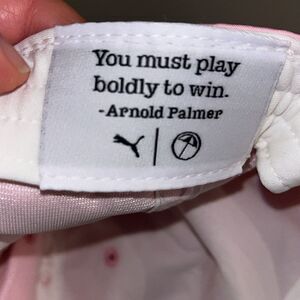 You must play
boldly to win.
-Arnold Palmer